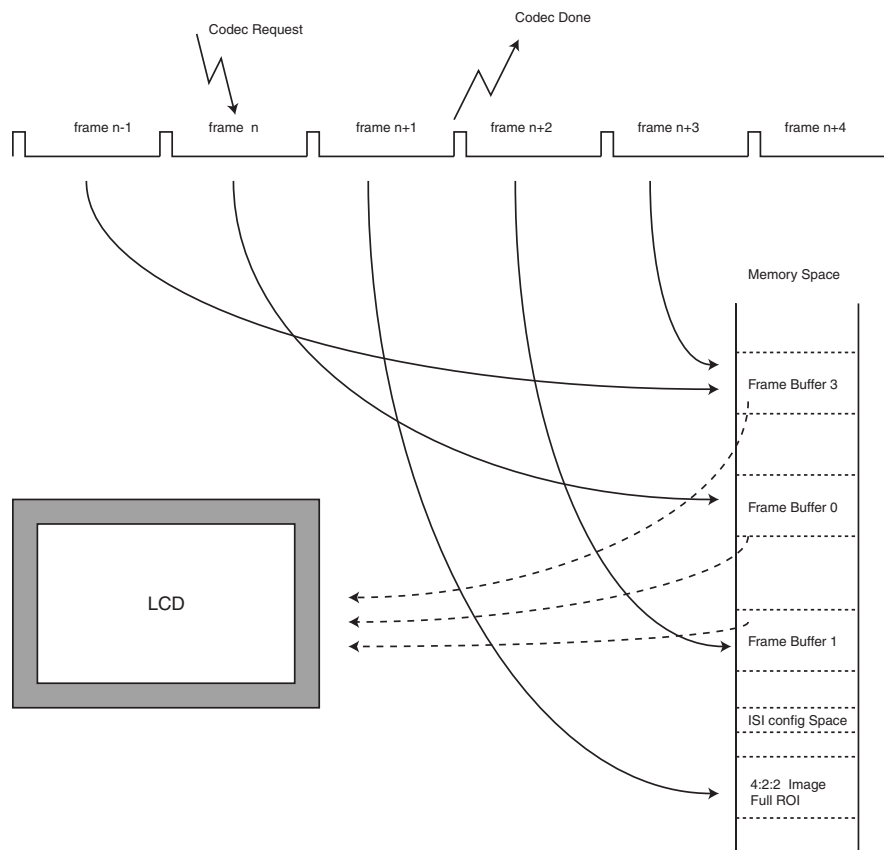 Codec Request
Codec Done
frame n-1
frame n
frame n+1
frame n+2
frame n+3
frame n+4
Memory Space
Frame Buffer 3
Frame Buffer 0
LCD
Frame Buffer 1
ISI config Space
4:2:2 Image
Full ROI